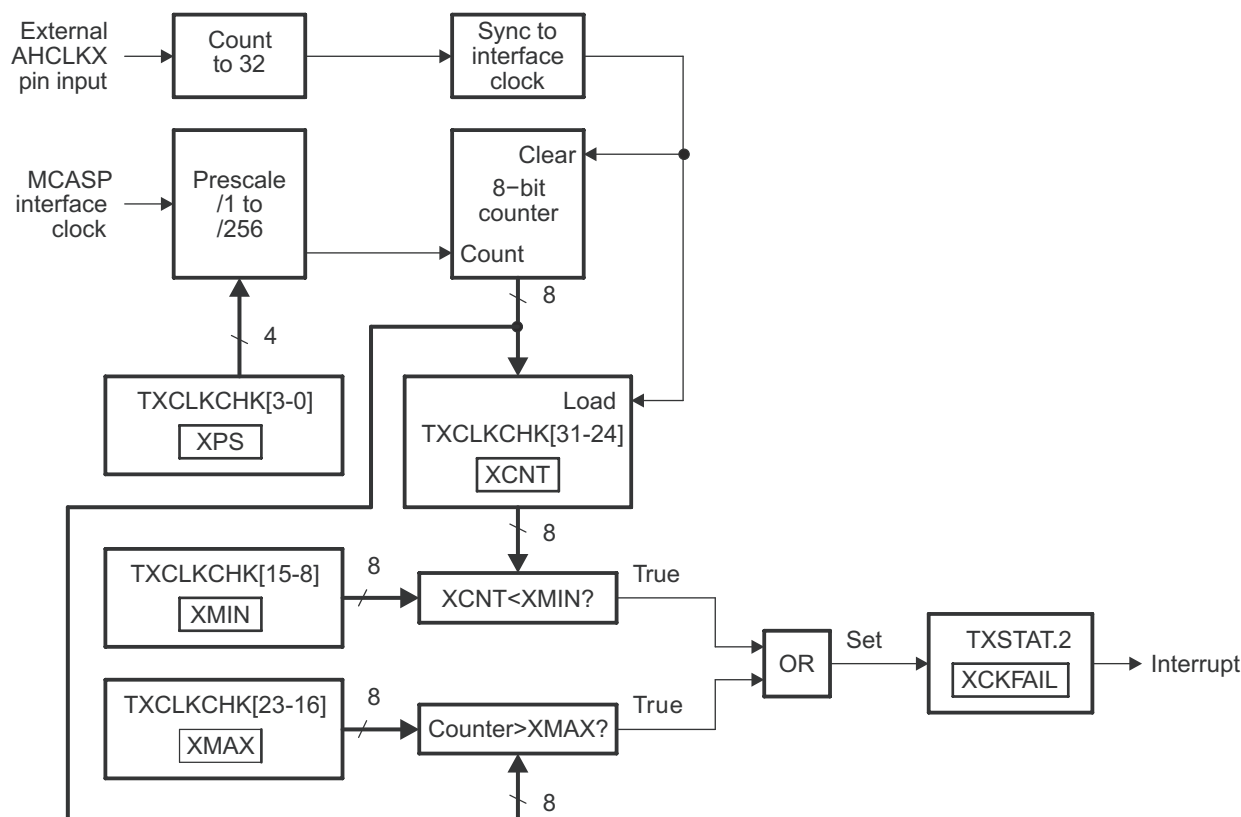 External
AHCLKX
pin input
Count
to 32
Sync to
interface
clock
MCASP
interface
clock
Prescale
/1 to
/256
Clear
8−bit
counter
Count
8
4
TXCLKCHK[3-0]
XPS
Load
TXCLKCHK[31-24]
XCNT
8
TXCLKCHK[15-8]
XMIN
8
XCNT<XMIN?
True
TXCLKCHK[23-16]
XMAX
8
Counter>XMAX?
True
8
OR
Set
TXSTAT.2
XCKFAIL
Interrupt